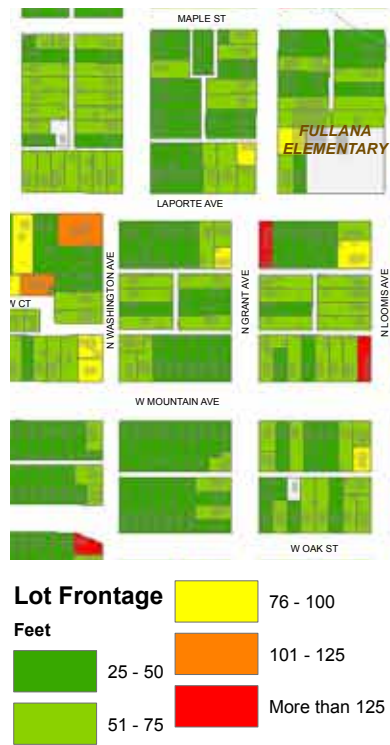 MAPLE ST
FULLANA
ELEMENTARY
LAPORTE AVE
N WASHINGTON AVE
N GRANT AVE
N LOOMIS AVE
W CT
W MOUNTAIN AVE
W OAK ST
Lot Frontage
Feet
25 - 50
51 - 75
76 - 100
101 - 125
More than 125